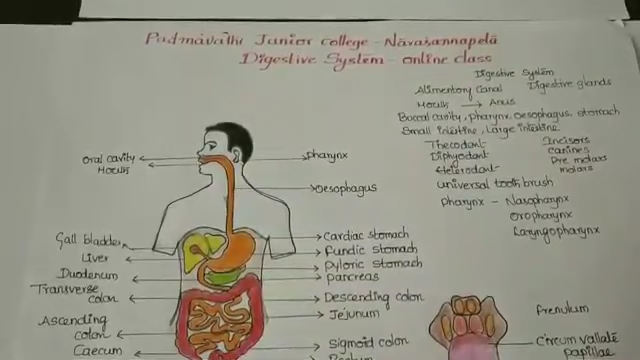 Padmavathi Junior College - Narasannapeta
Digestive System - online class
Digestive System
Alimentory Canal Digestive glands
Mouth → Anus
Buccal cavity, pharynx, oesophagus, stomach
Small intestine, Large intestine
Thecodont Incisors
Diphyodont canines
Heterodont Pre molars
molars
universal tooth brush
Pharynx - Nasopharynx
Oropharynx
Laryngopharynx
Oral cavity
Mouth
Pharynx
Oesophagus
Gall bladder
Liver
Duodenum
Transverse
colon
Ascending
colon
Caecum
Cardiac stomach
Fundic stomach
Pyloric stomach
Pancreas
Descending colon
Jejunum
Sigmoid colon
Frenulum
Circum vallate
papillae